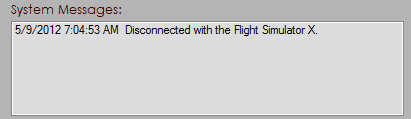 System Messages:
5/9/2012 7:04:53 AM  Disconnected with the Flight Simulator X.